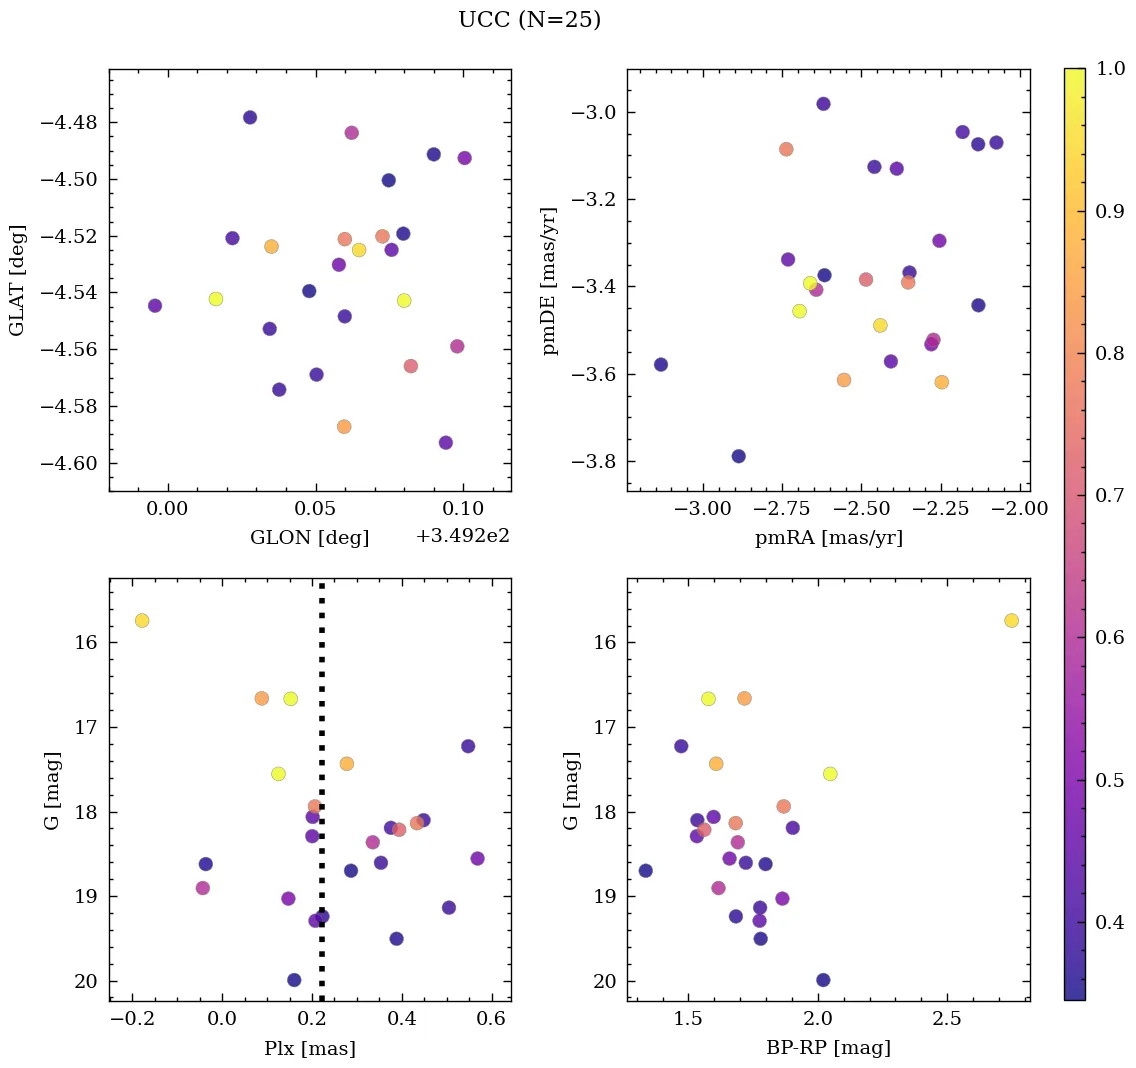 UCC (N=25)
−4.48
−4.50
−4.52
−4.54
−4.56
−4.58
−4.60
GLAT [deg]
0.00 0.05 0.10
GLON [deg] +3.492e2
−3.0
−3.2
−3.4
−3.6
−3.8
pmDE [mas/yr]
−3.00 −2.75 −2.50 −2.25 −2.00
pmRA [mas/yr]
16
17
18
19
20
G [mag]
−0.2 0.0 0.2 0.4 0.6
Plx [mas]
16
17
18
19
20
G [mag]
1.5 2.0 2.5
BP-RP [mag]
1.0
0.9
0.8
0.7
0.6
0.5
0.4